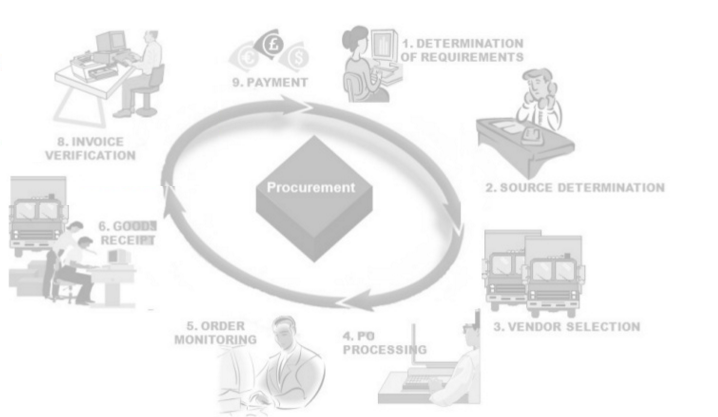 1. DETERMINATION
OF REQUIREMENTS
2. SOURCE DETERMINATION
3. VENDOR SELECTION
4. PO
PROCESSING
5. ORDER
MONITORING
6. GOODS
RECEIPT
8. INVOICE
VERIFICATION
9. PAYMENT
Procurement
€ £ $